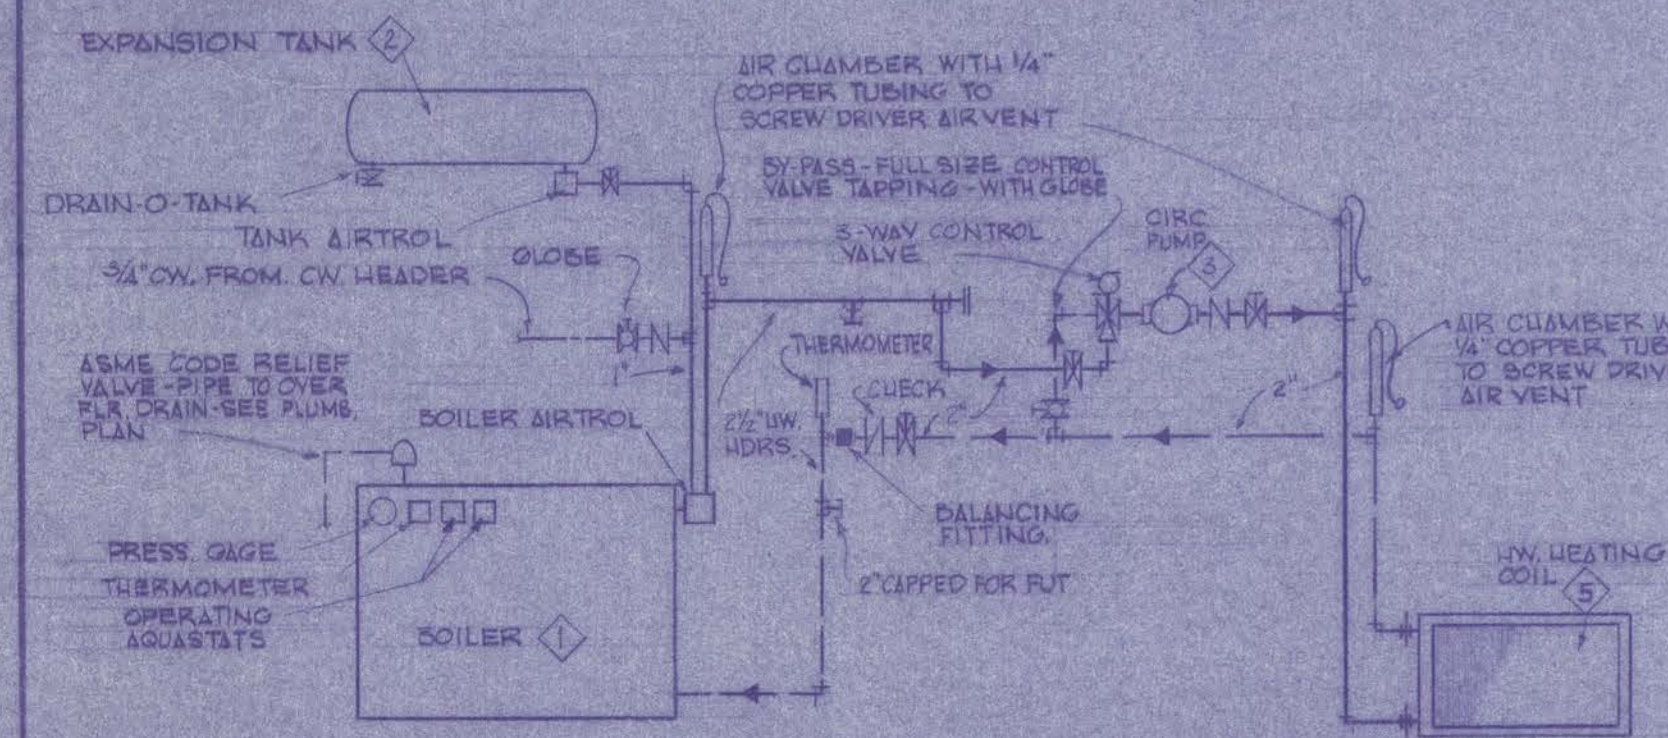 EXPANSION TANK 2
AIR CHAMBER WITH 1/4"
COPPER TUBING TO
SCREW DRIVER AIR VENT
BY-PASS-FULL SIZE CONTROL
VALVE TAPPING-WITH GLOBE
DRAIN-O-TANK
TANK AIRTROL
3/4" CW. FROM. CW. HEADER
GLOBE
3-WAY CONTROL
VALVE
CIRC.
PUMP
3
ASME CODE RELIEF
VALVE-PIPE TO OVER
FLR. DRAIN-SEE PLUMB.
PLAN
1"
THERMOMETER
AIR CHAMBER W
1/4" COPPER TUB
TO SCREW DRIV
AIR VENT
BOILER AIRTROL
2 1/2" HW.
HDRS.
CHECK
2"
2"
PRESS. GAGE
THERMOMETER
OPERATING
AQUASTATS
BOILER 1
BALANCING
FITTING.
2" CAPPED FOR FUT
HW. HEATING
COIL
5